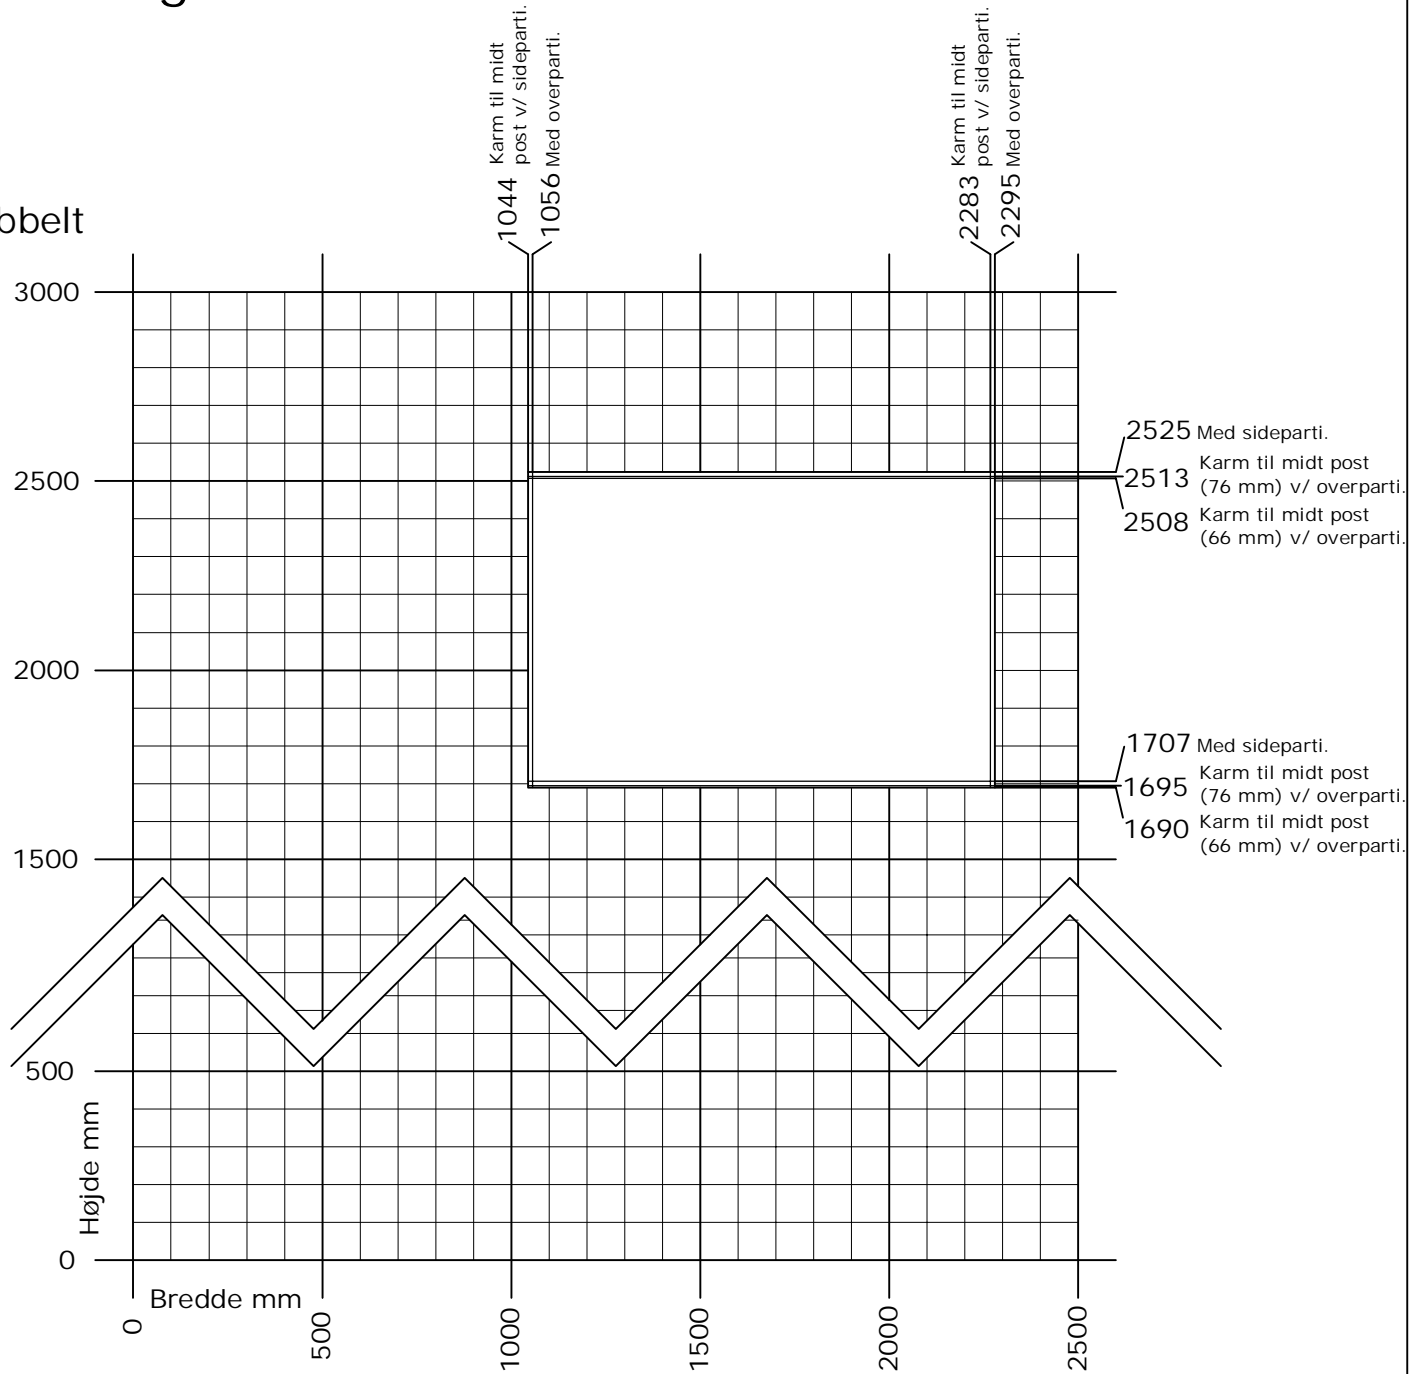 g
Karm til midt
post v/ sideparti.
1044
1056 Med overparti.
Karm til midt
post v/ sideparti.
2283
2295 Med overparti.
bbelt
3000
2500
2000
1500
500
0
Højde mm
2525 Med sideparti.
2513 Karm til midt post
(76 mm) v/ overparti.
2508 Karm til midt post
(66 mm) v/ overparti.
1707 Med sideparti.
1695 Karm til midt post
(76 mm) v/ overparti.
1690 Karm til midt post
(66 mm) v/ overparti.
Bredde mm
0
500
1000
1500
2000
2500